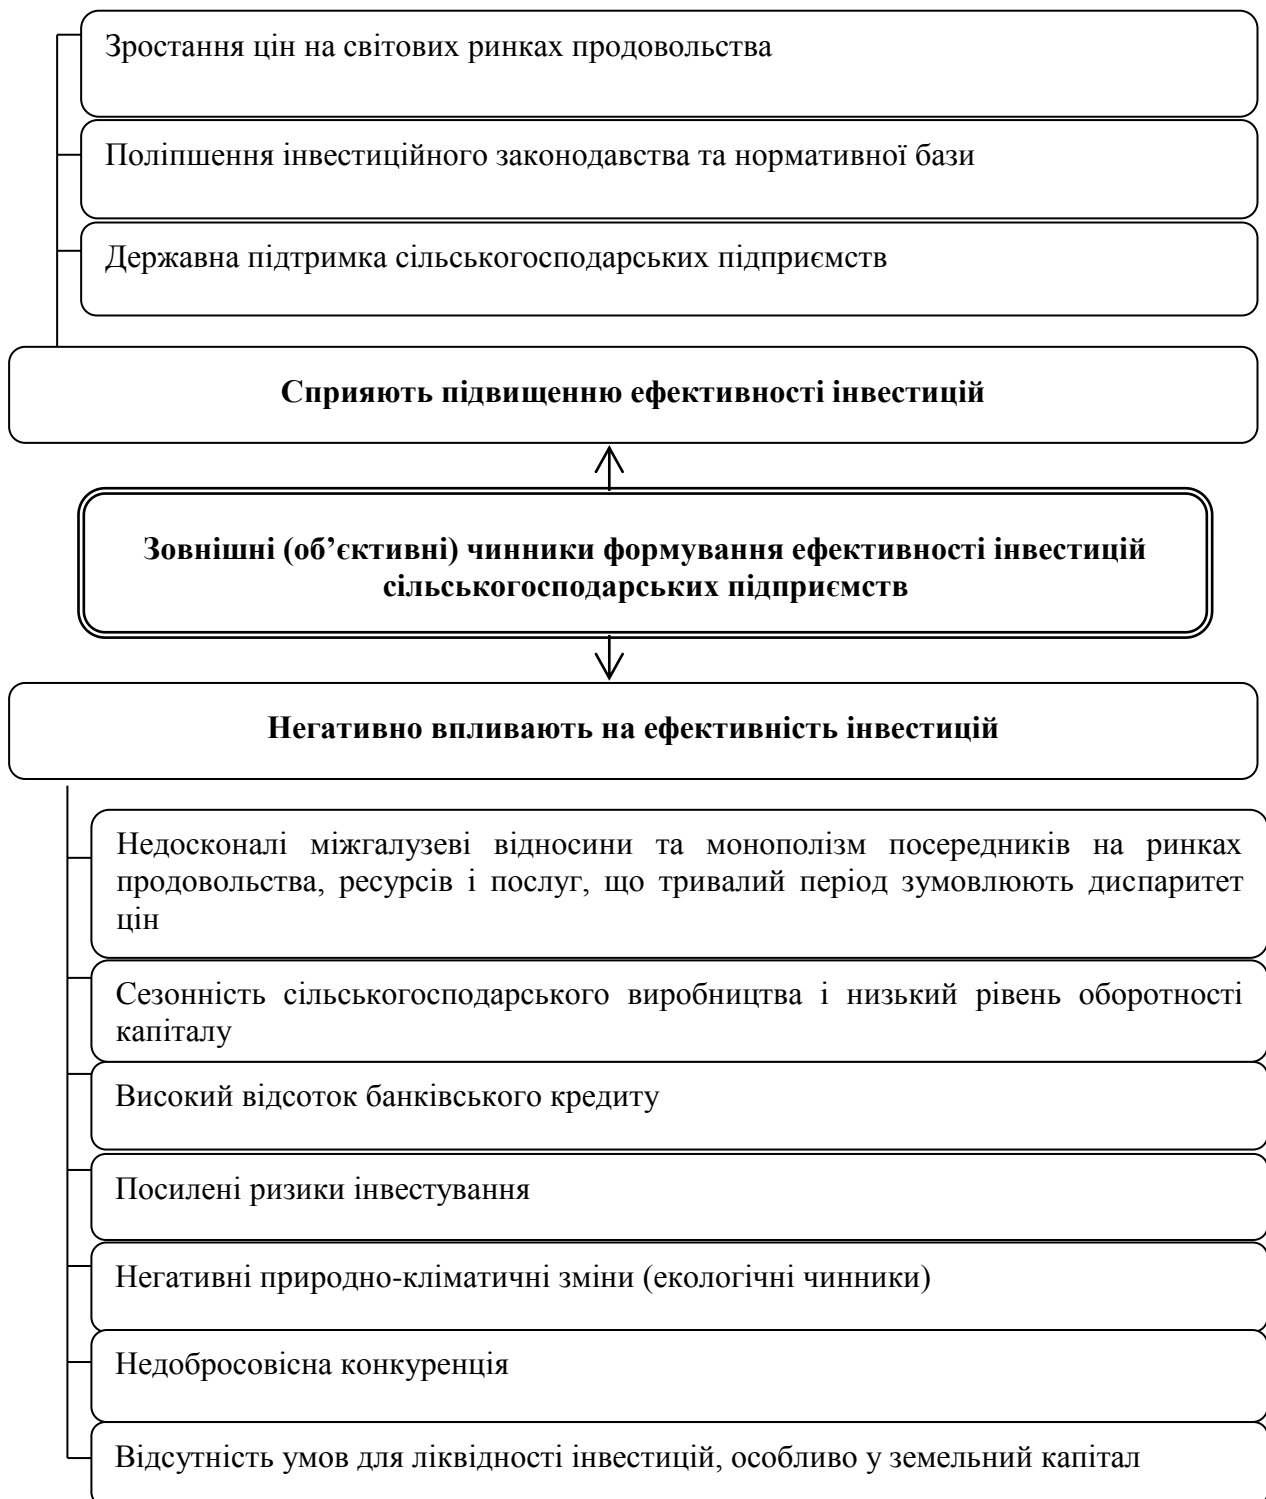 Зростання цін на світових ринках продовольства
Поліпшення інвестиційного законодавства та нормативної бази
Державна підтримка сільськогосподарських підприємств
Сприяють підвищенню ефективності інвестицій
Зовнішні (об’єктивні) чинники формування ефективності інвестицій
сільськогосподарських підприємств
Негативно впливають на ефективність інвестицій
Недосконалі міжгалузеві відносини та монополізм посередників на ринках
продовольства, ресурсів і послуг, що тривалий період зумовлюють диспаритет
цін
Сезонність сільськогосподарського виробництва і низький рівень оборотності
капіталу
Високий відсоток банківського кредиту
Посилені ризики інвестування
Негативні природно-кліматичні зміни (екологічні чинники)
Недобросовісна конкуренція
Відсутність умов для ліквідності інвестицій, особливо у земельний капітал